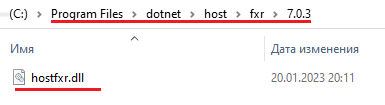 (C:) > Program Files > dotnet > host > fxr > 7.0.3
Имя Дата изменения
hostfxr.dll 20.01.2023 20:11